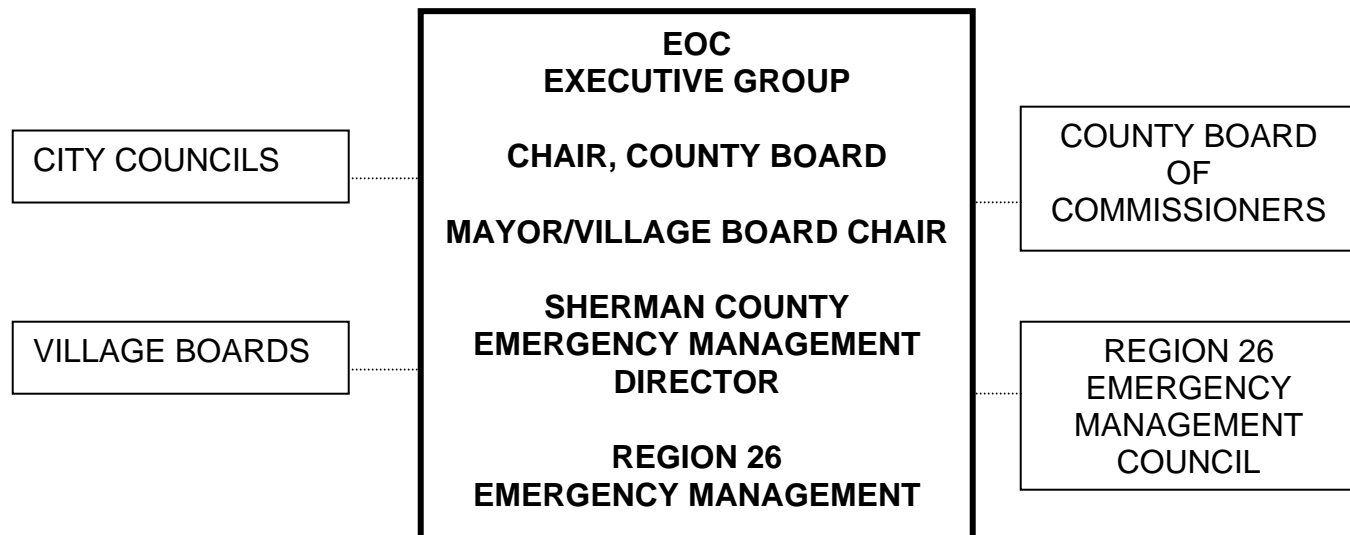 EOC
EXECUTIVE GROUP
CHAIR, COUNTY BOARD
MAYOR/VILLAGE BOARD CHAIR
SHERMAN COUNTY
EMERGENCY MANAGEMENT
DIRECTOR
REGION 26
EMERGENCY MANAGEMENT
CITY COUNCILS
VILLAGE BOARDS
COUNTY BOARD
OF
COMMISSIONERS
REGION 26
EMERGENCY
MANAGEMENT
COUNCIL